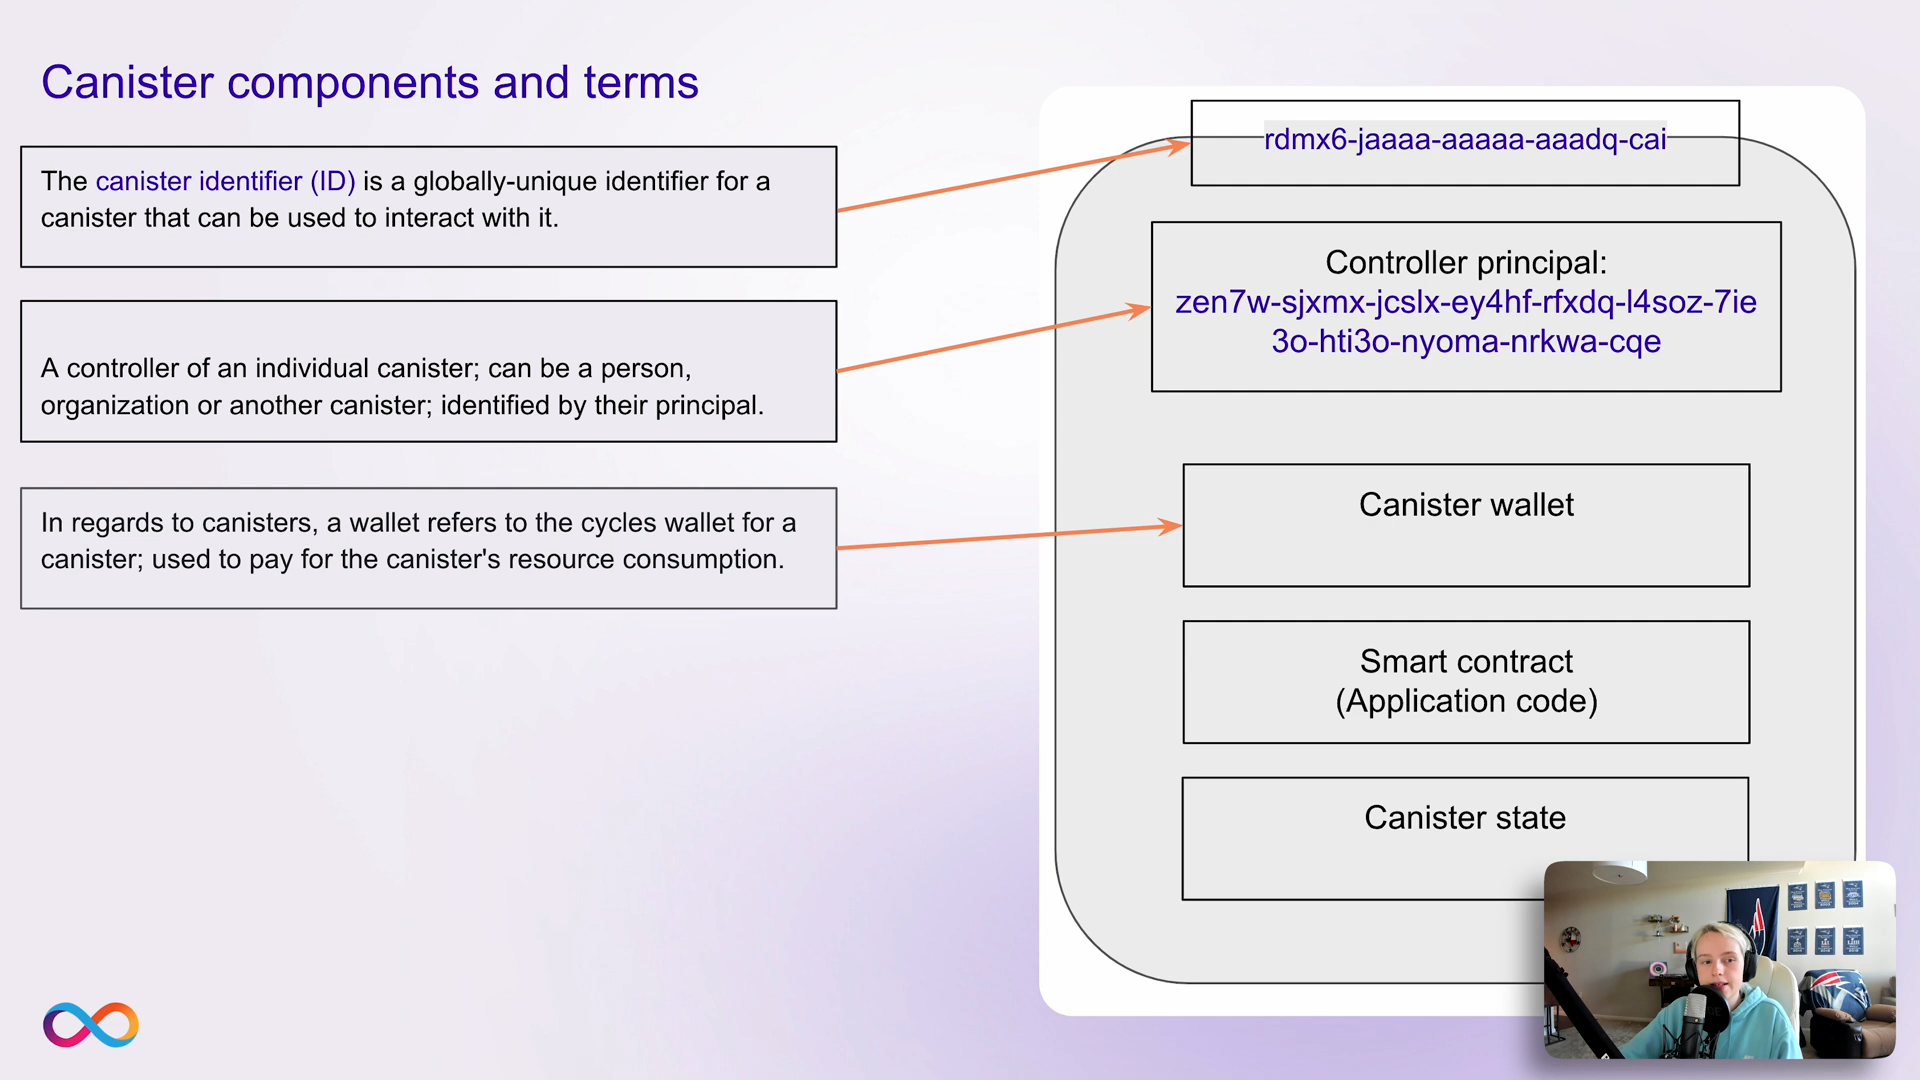 Canister components and terms
The canister identifier (ID) is a globally-unique identifier for a
canister that can be used to interact with it.
A controller of an individual canister; can be a person,
organization or another canister; identified by their principal.
In regards to canisters, a wallet refers to the cycles wallet for a
canister; used to pay for the canister's resource consumption.
rdmx6-jaaaa-aaaaa-aaadq-cai
Controller principal:
zen7w-sjxmx-jcslx-ey4hf-rfxdq-l4soz-7ie
3o-hti3o-nyoma-nrkwa-cqe
Canister wallet
Smart contract
(Application code)
Canister state